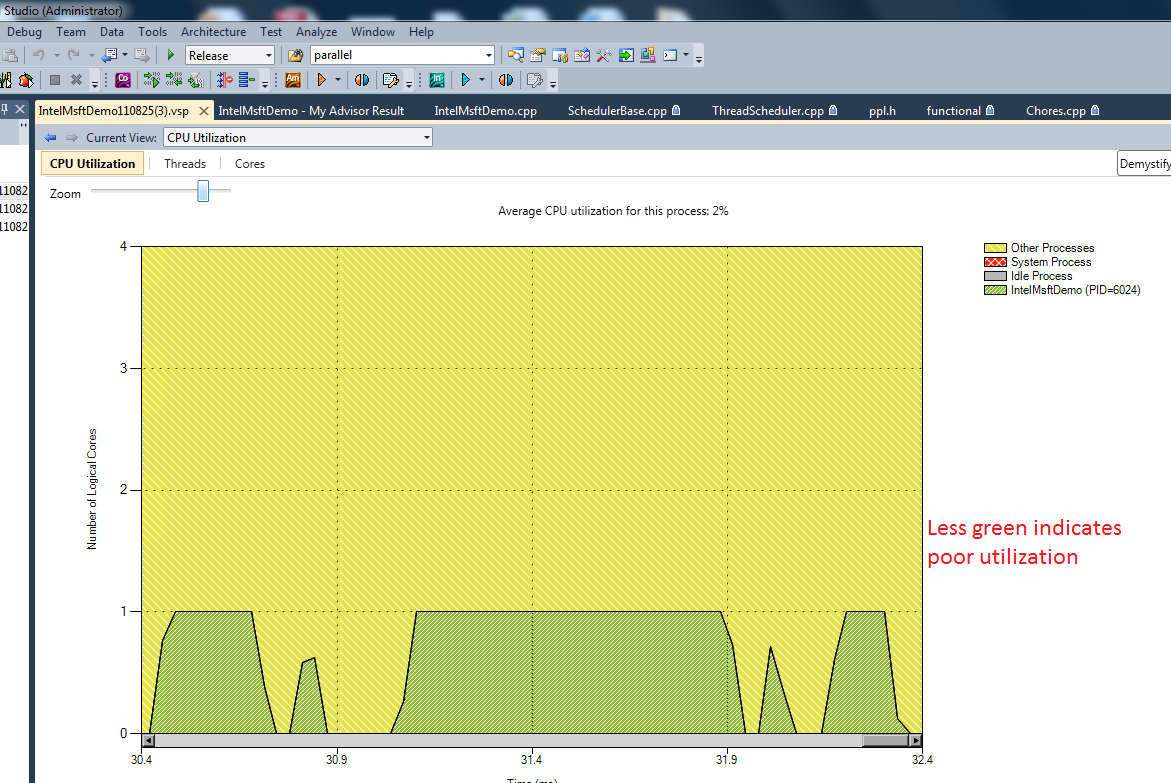 Studio (Administrator)
Debug Team Data Tools Architecture Test Analyze Window Help
Release parallel
IntelMsftDemo110825(3).vsp IntelMsftDemo - My Advisor Result IntelMsftDemo.cpp SchedulerBase.cpp ThreadScheduler.cpp ppl.h functional Chores.cpp
Current View: CPU Utilization
CPU Utilization Threads Cores Demystify
Zoom
11082
11082
11082
Average CPU utilization for this process: 2%
Other Processes
System Process
Idle Process
IntelMsftDemo (PID=6024)
4
3
2
1
0
Number of Logical Cores
Less green indicates
poor utilization
30.4 30.9 31.4 31.9 32.4
Time (ms)